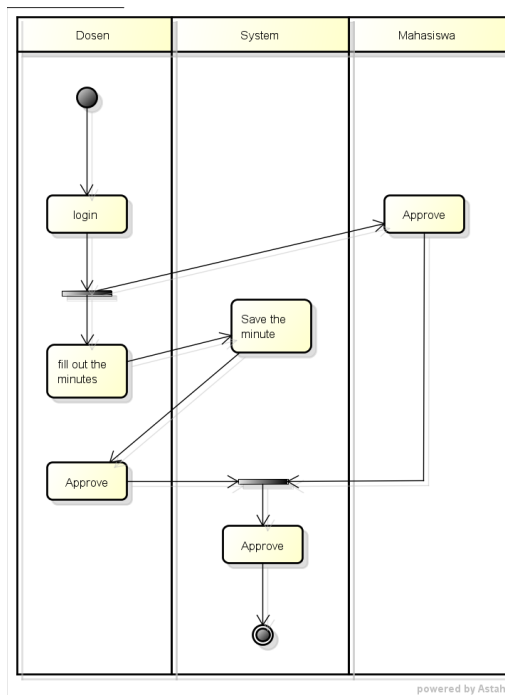 Dosen
System
Mahasiswa
login
Approve
Save the
minute
fill out the
minutes
Approve
Approve
powered by Astah